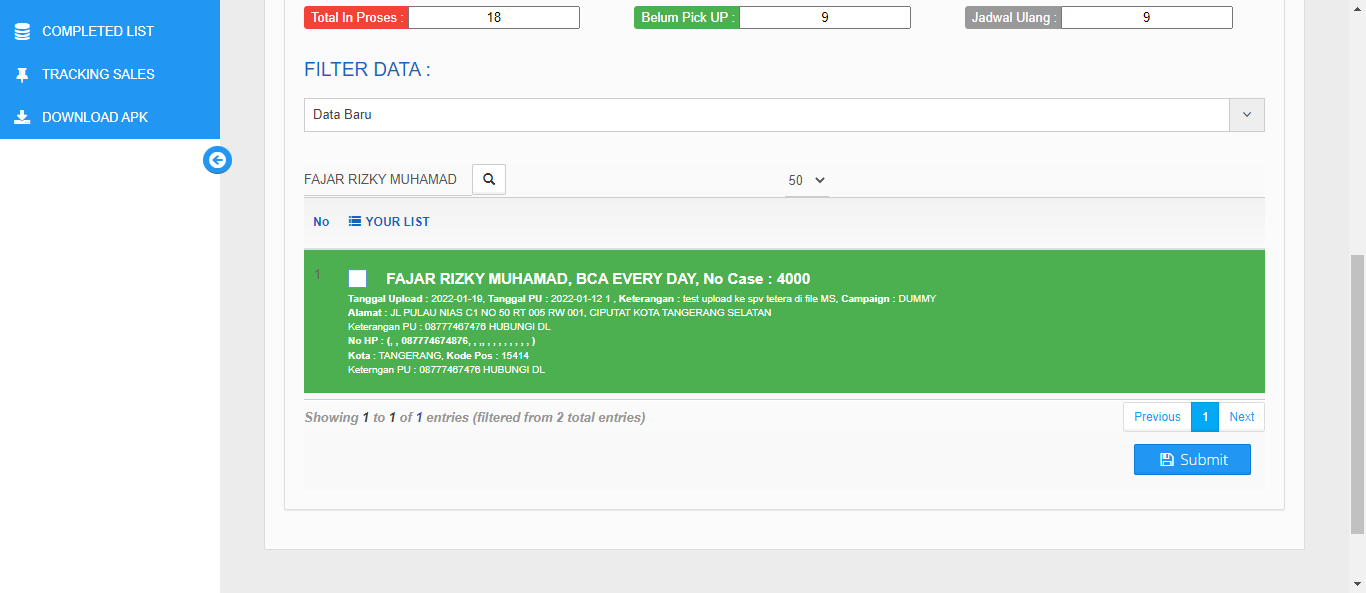 COMPLETED LIST
TRACKING SALES
DOWNLOAD APK
Total In Proses : 18
Belum Pick UP : 9
Jadwal Ulang : 9
FILTER DATA :
Data Baru
FAJAR RIZKY MUHAMAD
50
No YOUR LIST
1 FAJAR RIZKY MUHAMAD, BCA EVERY DAY, No Case : 4000
Tanggal Upload : 2022-01-19, Tanggal PU : 2022-01-12 1 , Keterangan : test upload ke spv tetera di file MS, Campaign : DUMMY
Alamat : JL PULAU NIAS C1 NO 50 RT 005 RW 001, CIPUTAT KOTA TANGERANG SELATAN
Keterangan PU : 08777467476 HUBUNGI DL
No HP : (, , 087774674876, , ,, , , , , , , , , )
Kota : TANGERANG, Kode Pos : 15414
Keterngan PU : 08777467476 HUBUNGI DL
Showing 1 to 1 of 1 entries (filtered from 2 total entries)
Previous 1 Next
Submit